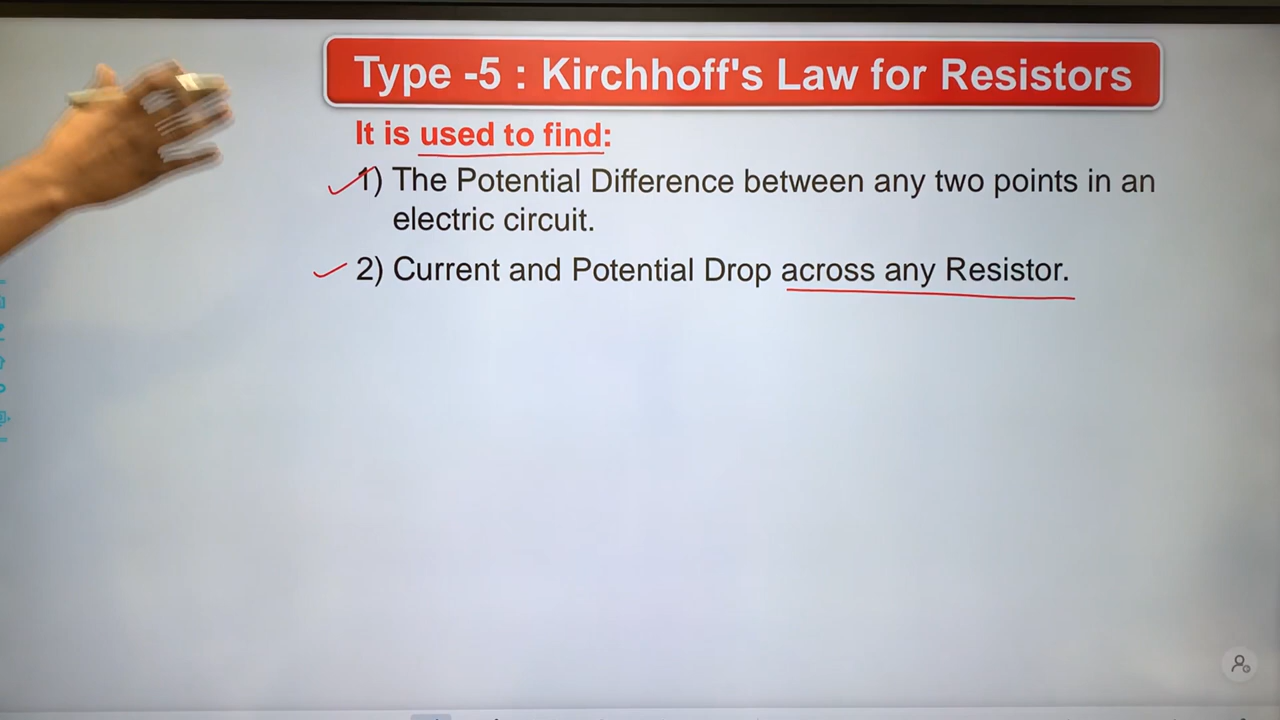 Type -5 : Kirchhoff's Law for Resistors
It is used to find:
1) The Potential Difference between any two points in an
electric circuit.
2) Current and Potential Drop across any Resistor.